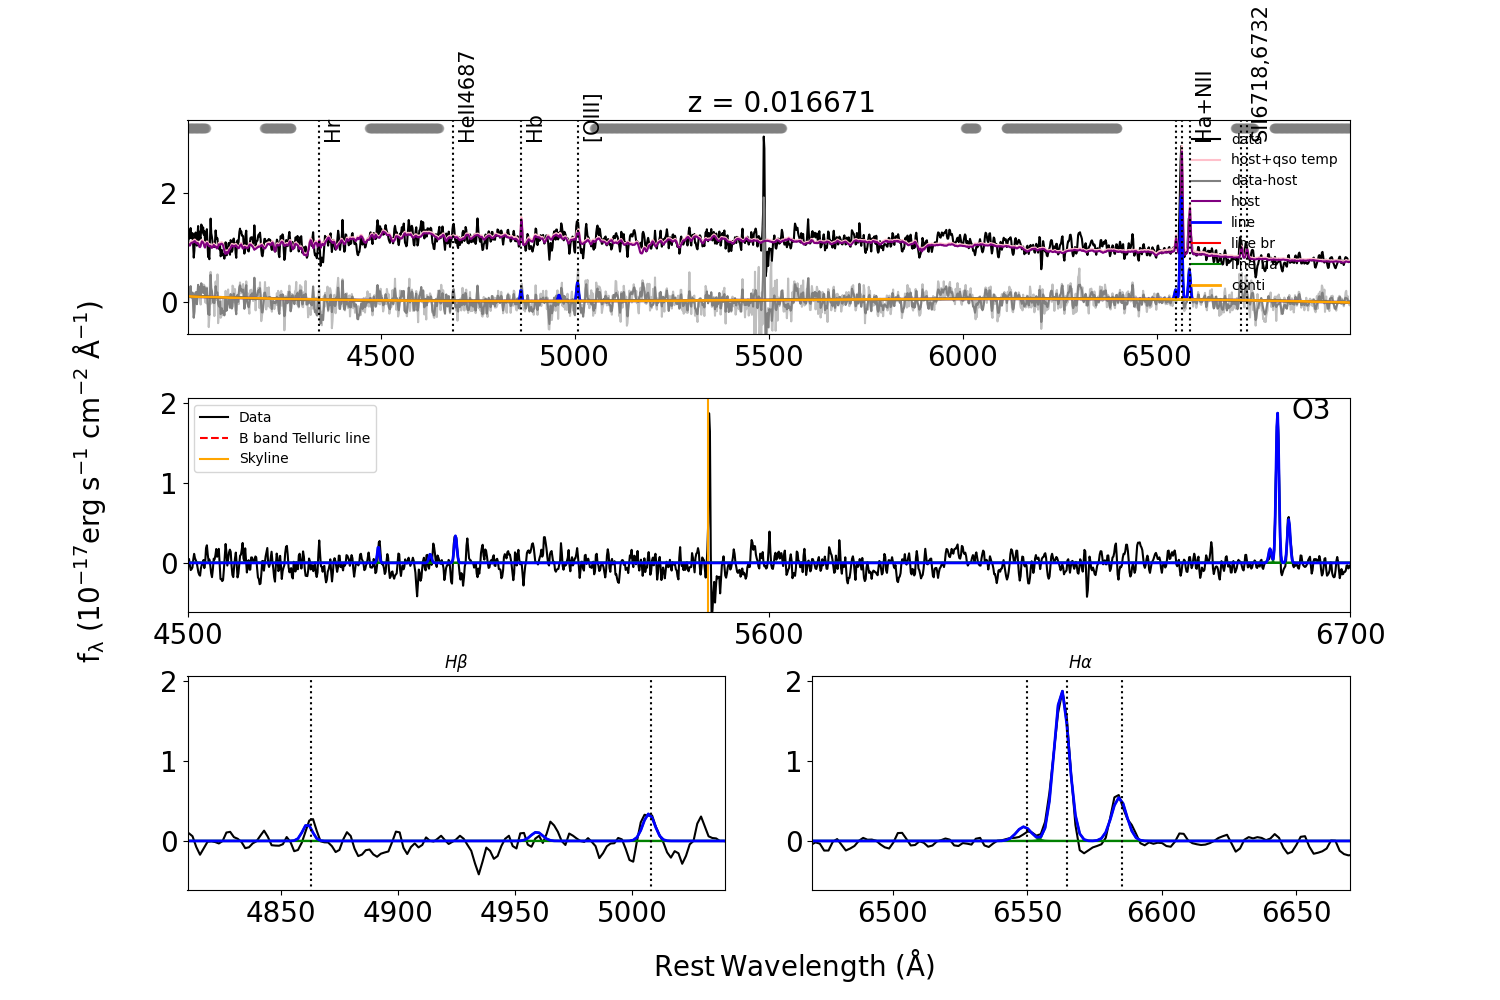 z = 0.016671
Hr
HeII4687
Hb
[OIII]
Ha+NII
SII6718,6732
data
host+qso temp
data-host
host
line
line br
conti
2
0
4500
5000
5500
6000
6500
fλ (10⁻¹⁷erg s⁻¹ cm⁻² Å⁻¹)
Data
B band Telluric line
Skyline
O3
2
1
0
4500
5600
6700
Hβ
2
1
0
4850
4900
4950
5000
Hα
2
1
0
6500
6550
6600
6650
Rest Wavelength (Å)